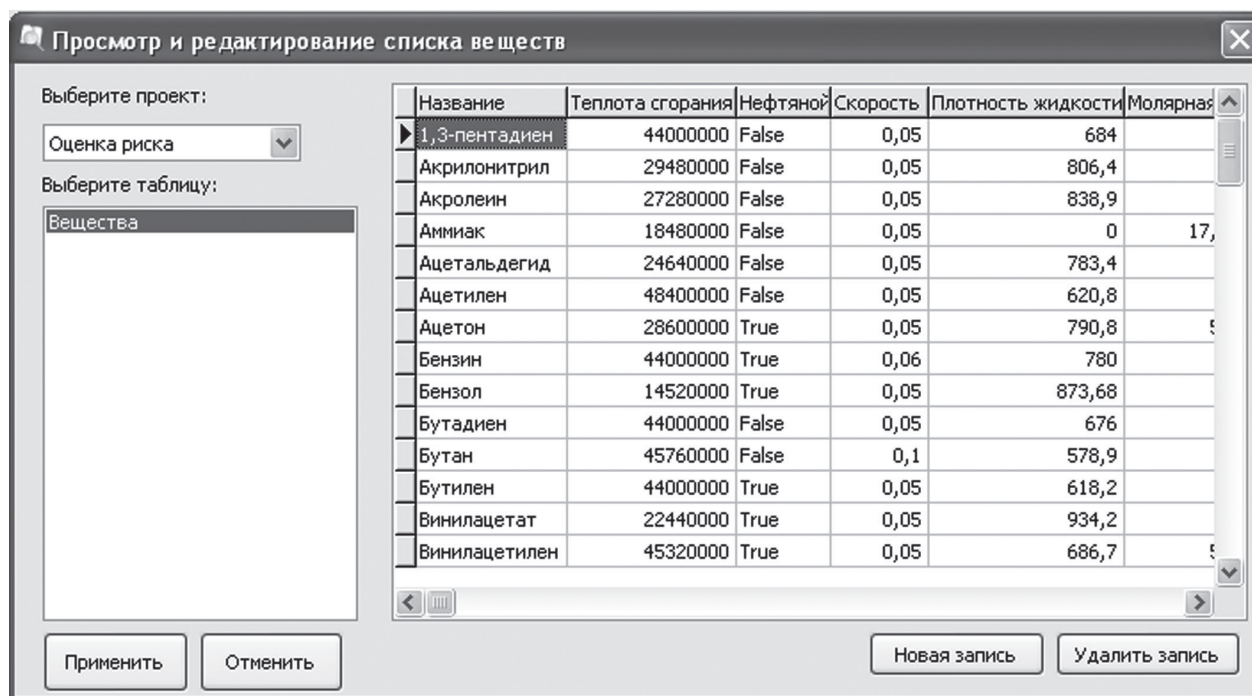 Просмотр и редактирование списка веществ
Выберите проект:
Оценка риска
Выберите таблицу:
Вещества
Название Теплота сгорания Нефтяной Скорость Плотность жидкости Молярная
1,3-пентадиен 44000000 False 0,05 684
Акрилонитрил 29480000 False 0,05 806,4
Акролеин 27280000 False 0,05 838,9
Аммиак 18480000 False 0,05 0 17,
Ацетальдегид 24640000 False 0,05 783,4
Ацетилен 48400000 False 0,05 620,8
Ацетон 28600000 True 0,05 790,8
Бензин 44000000 True 0,06 780
Бензол 14520000 True 0,05 873,68
Бутадиен 44000000 False 0,05 676
Бутан 45760000 False 0,1 578,9
Бутилен 44000000 True 0,05 618,2
Винилацетат 22440000 True 0,05 934,2
Винилацетилен 45320000 True 0,05 686,7
Применить Отменить Новая запись Удалить запись